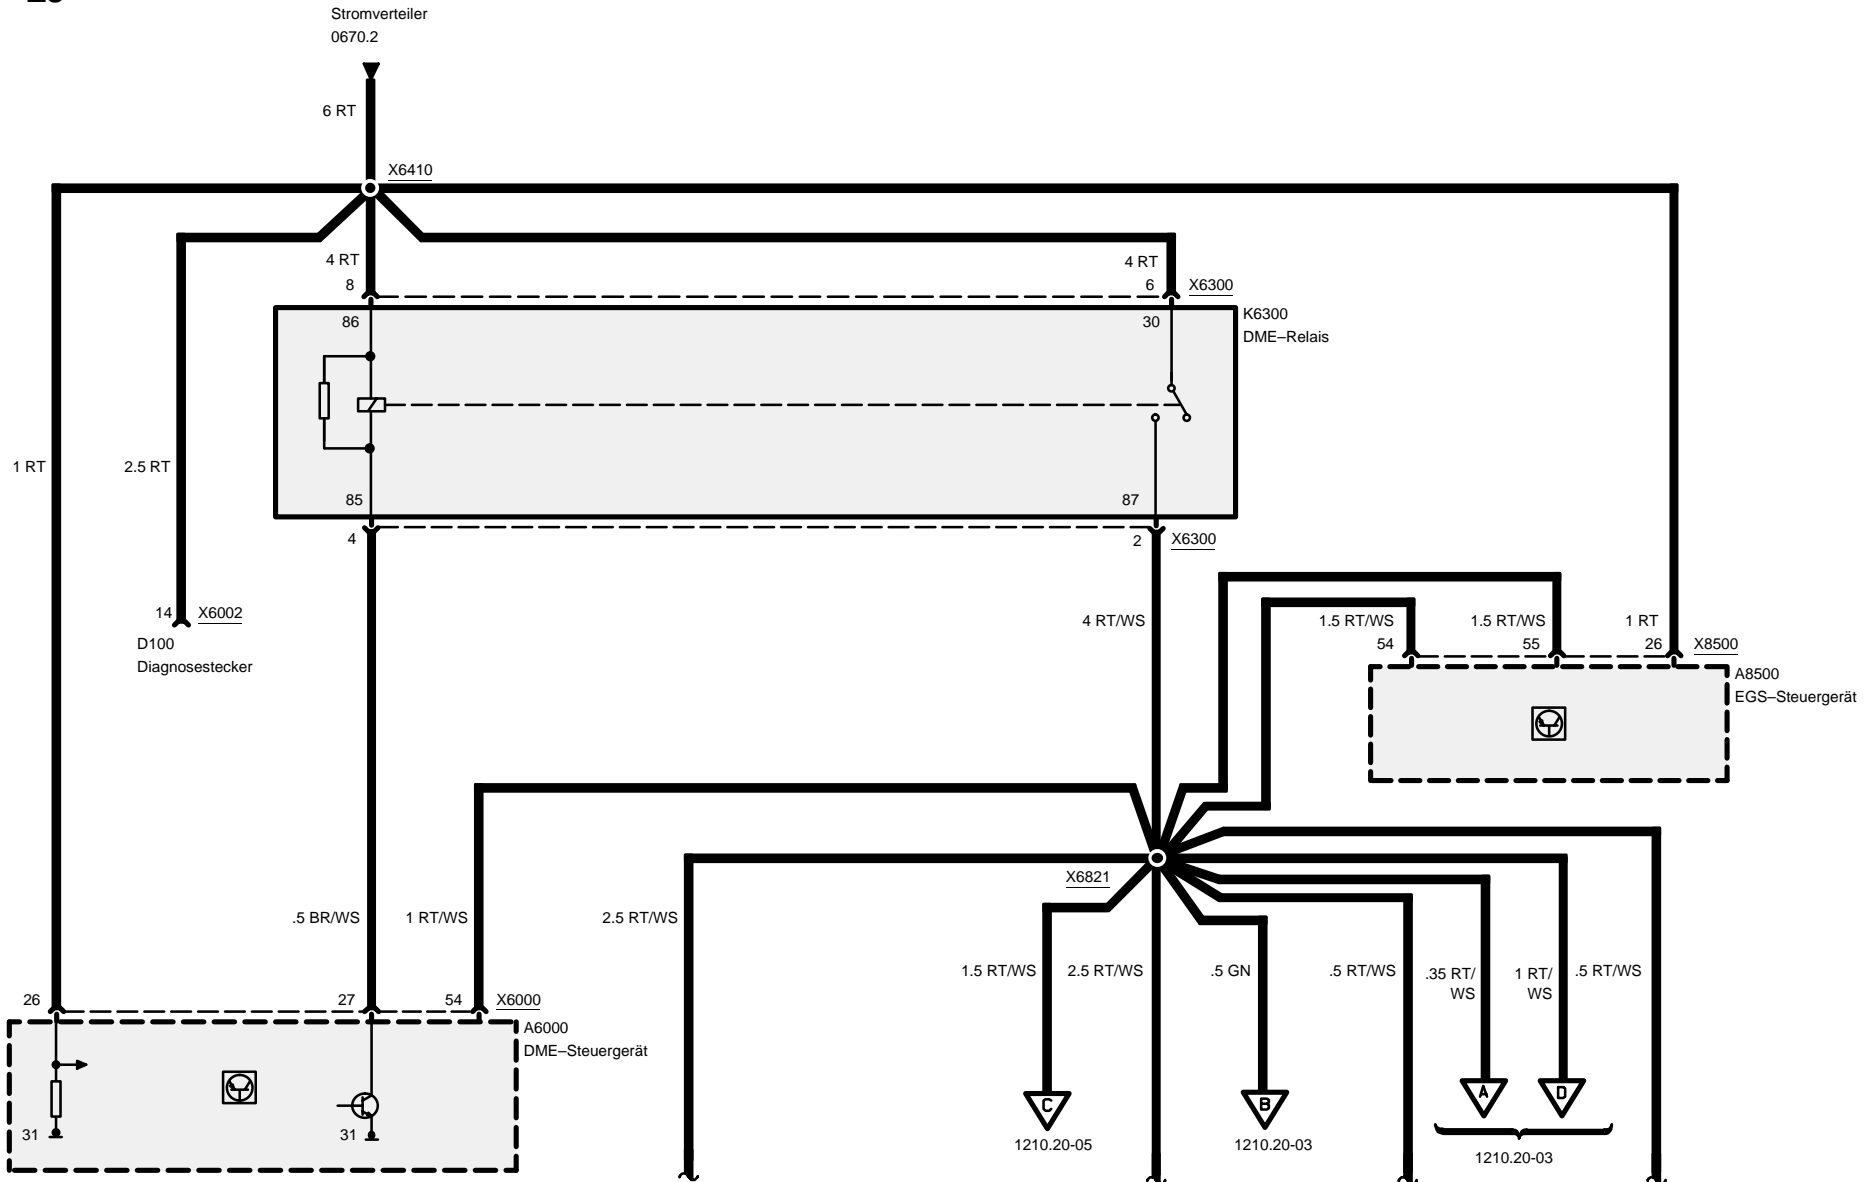 Stromverteiler
0670.2
6 RT
X6410
4 RT
8
4 RT
6
X6300
K6300
DME–Relais
86
30
1 RT
2.5 RT
85
87
4
2
X6300
14
X6002
D100
Diagnosestecker
4 RT/WS
1.5 RT/WS
1.5 RT/WS
1 RT
54
55
26
X8500
A8500
EGS–Steuergerät
X6821
.5 BR/WS
1 RT/WS
2.5 RT/WS
1.5 RT/WS
2.5 RT/WS
.5 GN
.5 RT/WS
.35 RT/
WS
1 RT/
WS
.5 RT/WS
26
27
54
X6000
A6000
DME–Steuergerät
31
31
C
B
A
D
1210.20-05
1210.20-03
1210.20-03